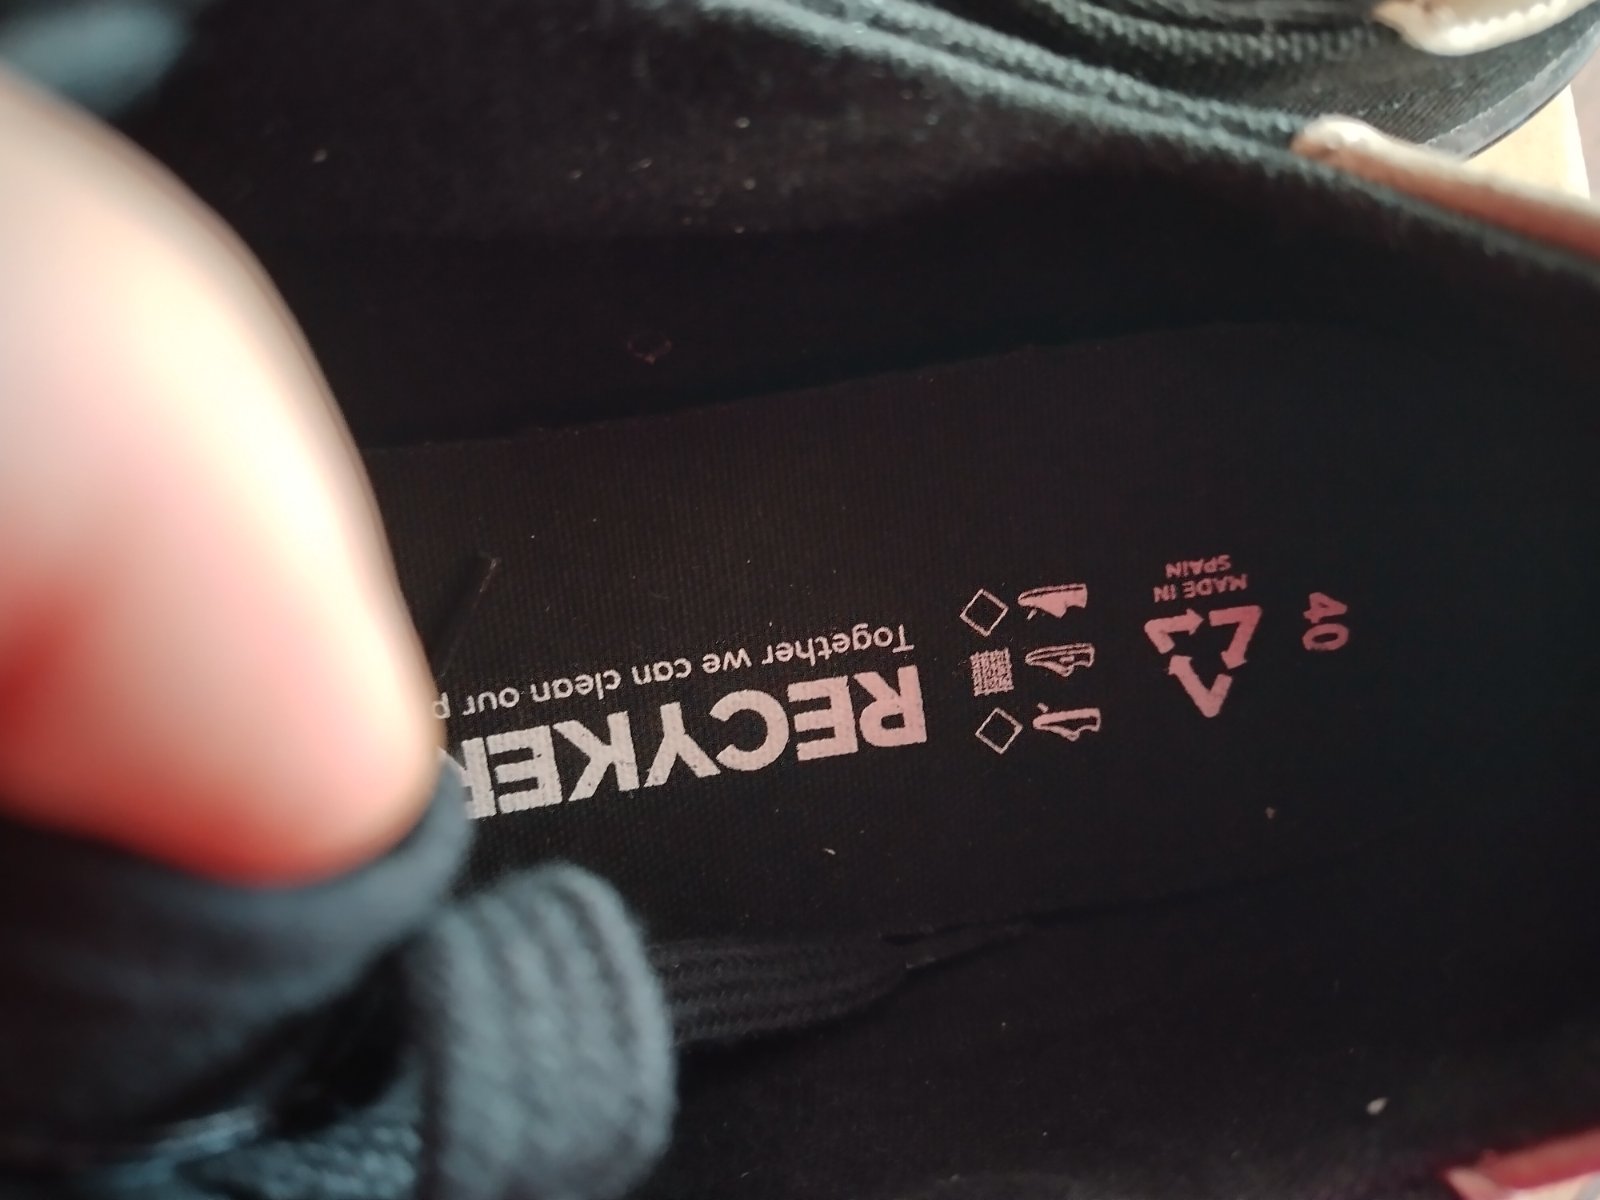 40
MADE IN
SPAIN
RECYKER
Together we can clean our p